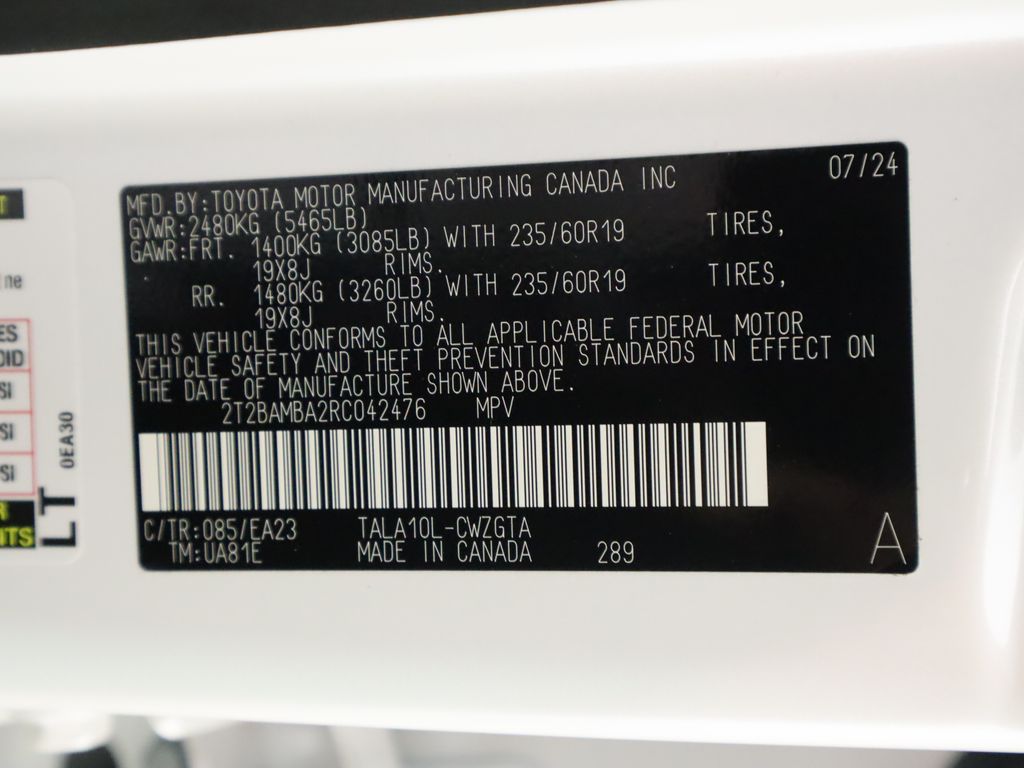 07/24
MFD.BY:TOYOTA MOTOR MANUFACTURING CANADA INC
GVWR:2480KG (5465LB)
GAWR:FRT. 1400KG (3085LB) WITH 235/60R19 TIRES,
19X8J RIMS.
RR. 1480KG (3260LB) WITH 235/60R19 TIRES,
19X8J RIMS.
THIS VEHICLE CONFORMS TO ALL APPLICABLE FEDERAL MOTOR
VEHICLE SAFETY AND THEFT PREVENTION STANDARDS IN EFFECT ON
THE DATE OF MANUFACTURE SHOWN ABOVE.
2T2BAMBA2RC042476 MPV
C/TR:085/EA23 TALA10L-CWZGTA
TM:UA81E MADE IN CANADA 289
A
0EA30
LT